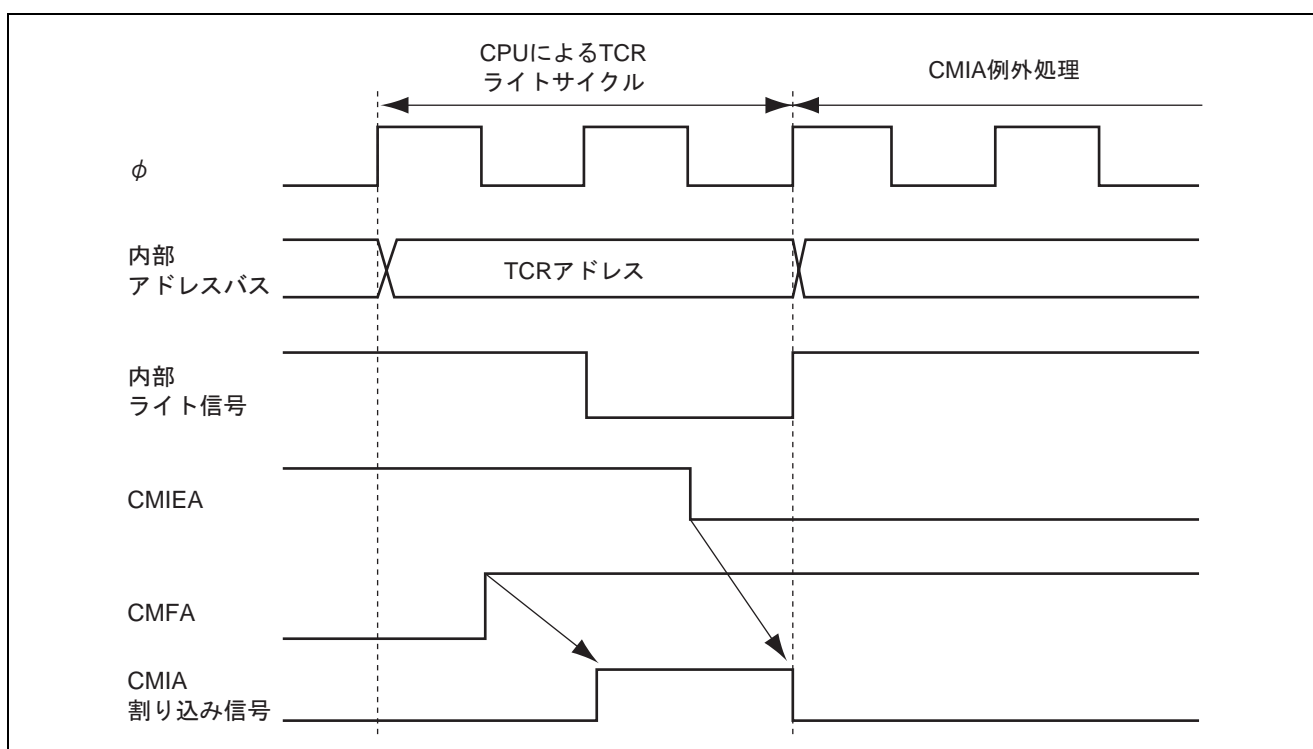 CPUによるTCR
ライトサイクル
CMIA例外処理
φ
内部
アドレスバス
TCRアドレス
内部
ライト信号
CMIEA
CMFA
CMIA
割り込み信号